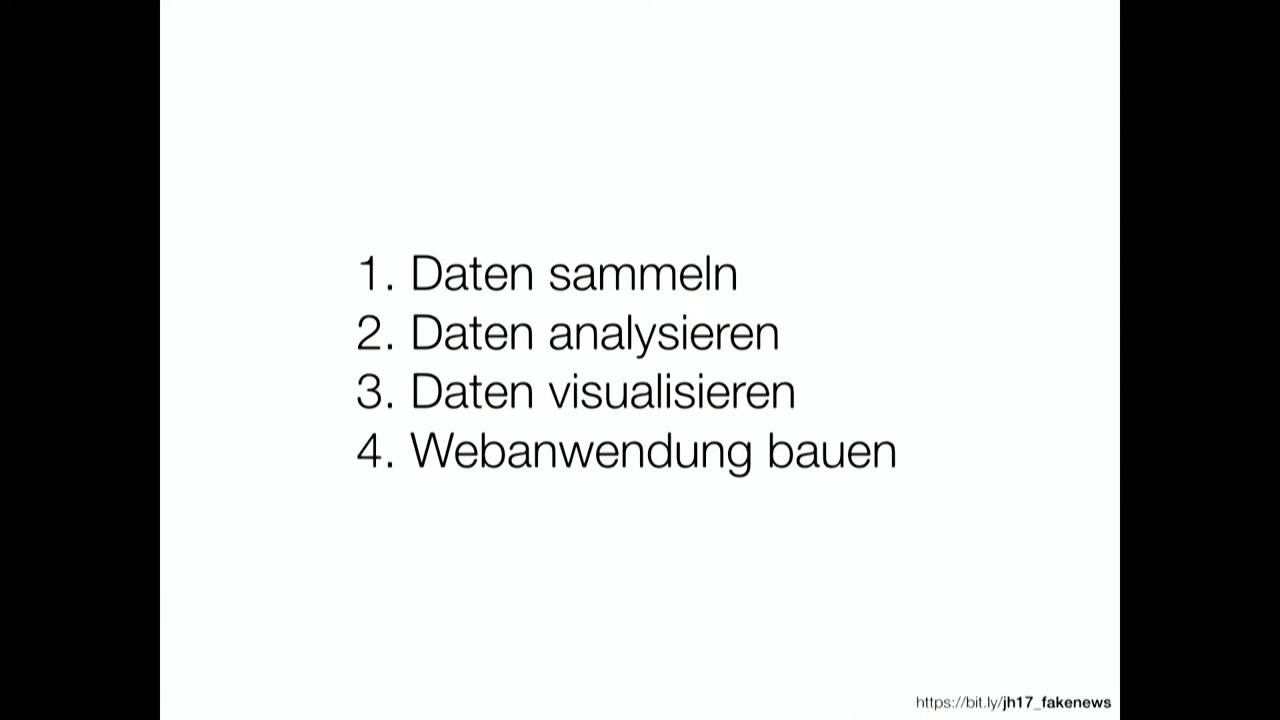 1. Daten sammeln
2. Daten analysieren
3. Daten visualisieren
4. Webanwendung bauen
https://bit.ly/jh17_fakenews